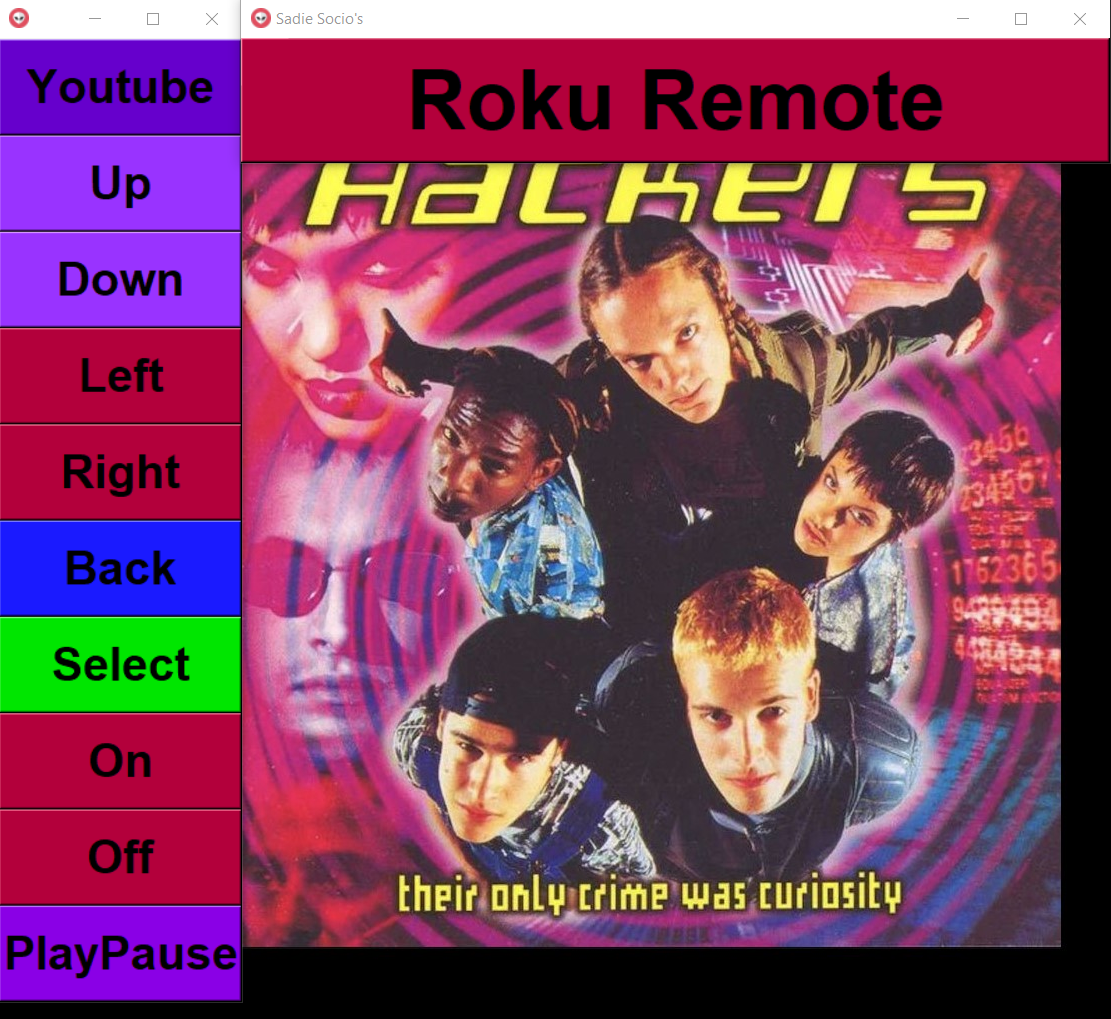 Sadie Socio's
Youtube
Up
Down
Left
Right
Back
Select
On
Off
PlayPause
Roku Remote
Hackers
their only crime was curiosity